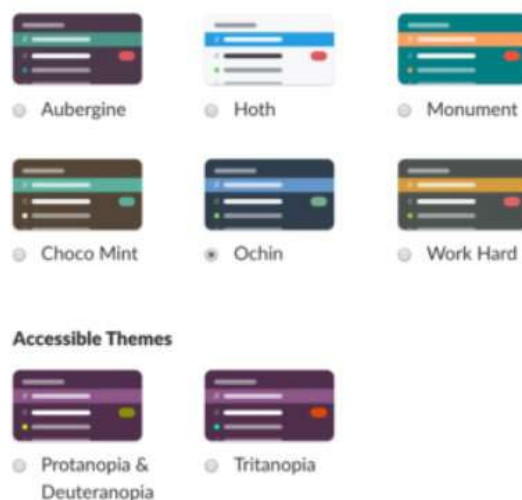 Aubergine
Hoth
Monument
Choco Mint
Ochin
Work Hard
Accessible Themes
Protanopia &
Deuteranopia
Tritanopia